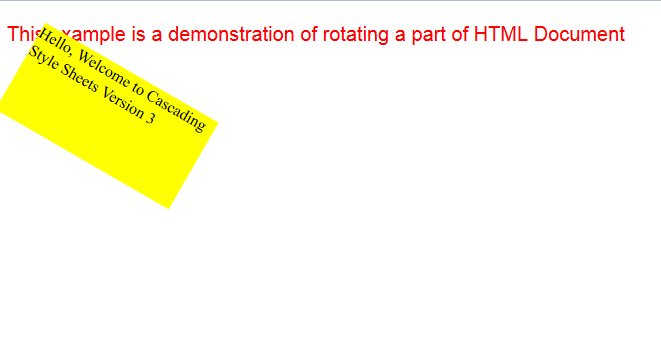 This example is a demonstration of rotating a part of HTML Document
Hello, Welcome to Cascading
Style Sheets Version 3